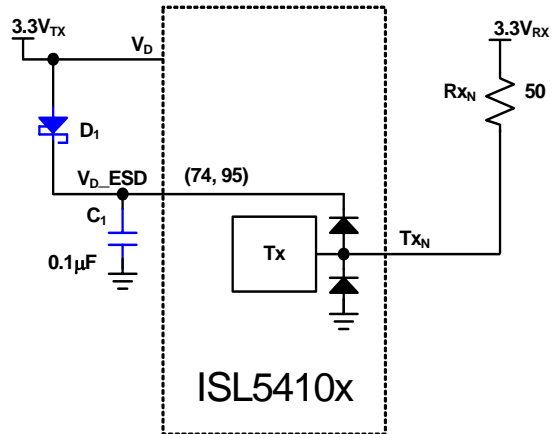 3.3VTX
VD
3.3VRX
RxN
50
D1
VD_ESD
(74, 95)
C1
0.1µF
Tx
TxN
ISL5410x